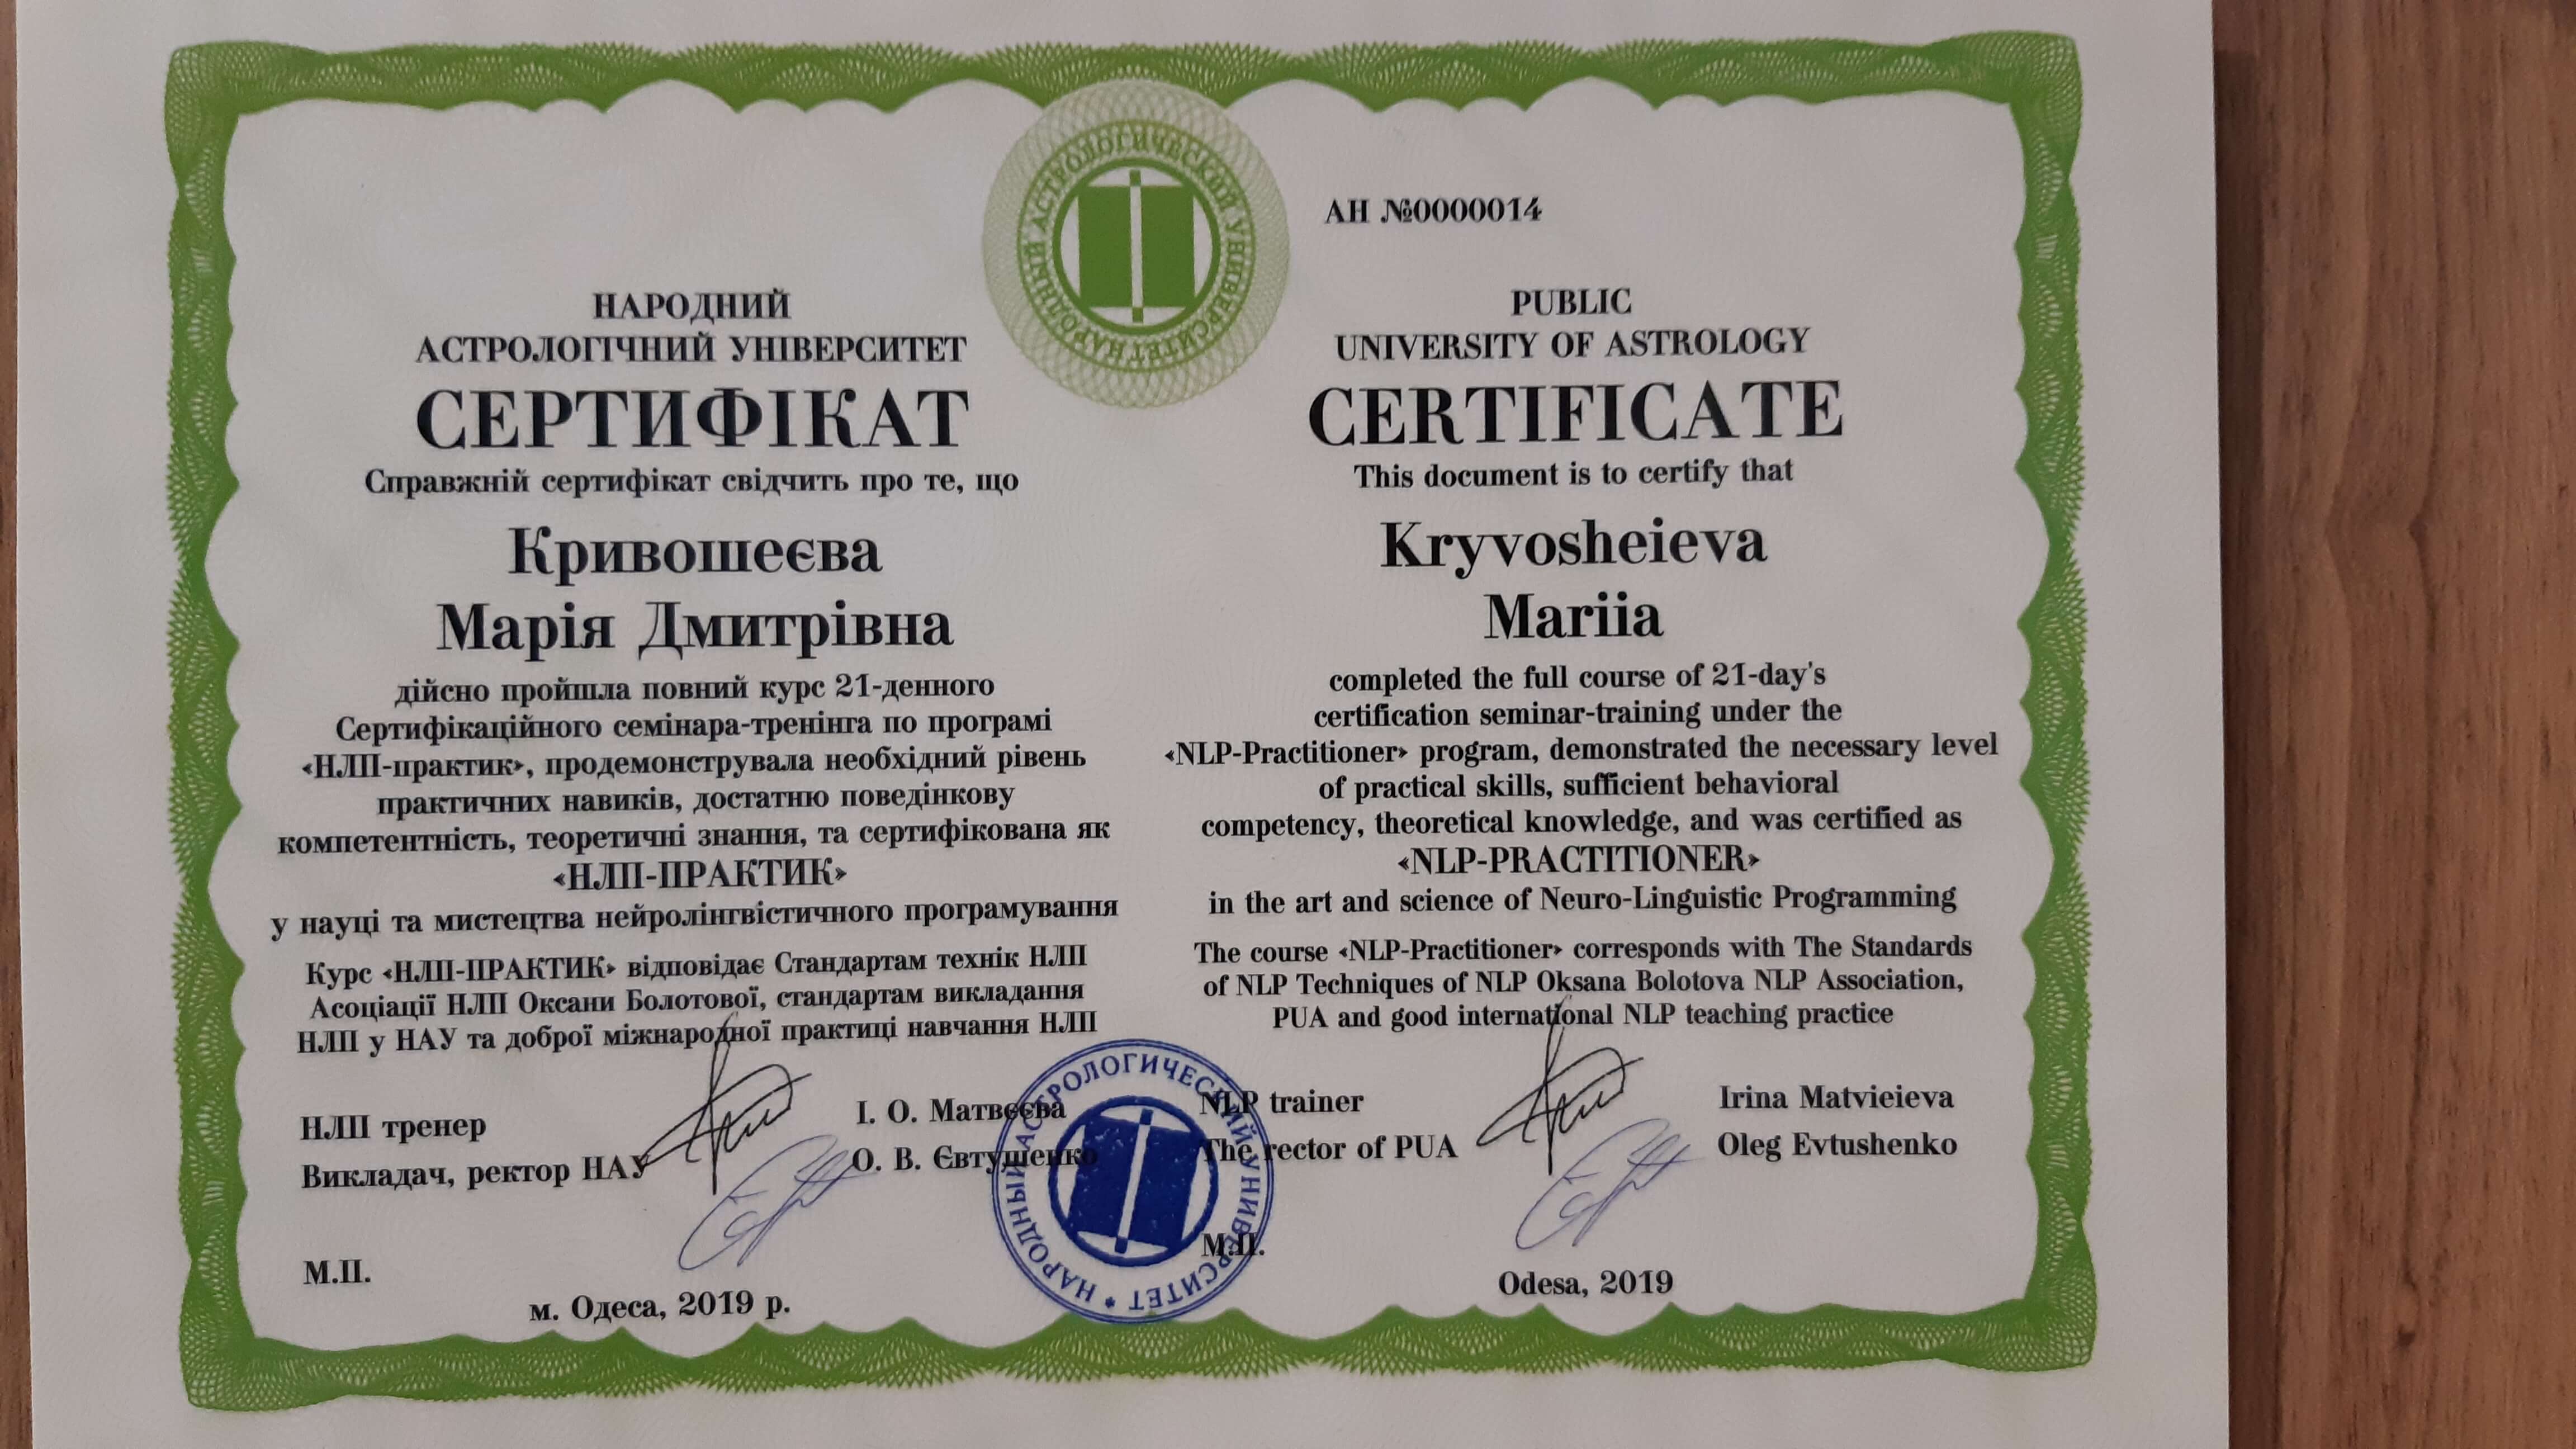 НАРОДНЫЙ АСТРОЛОГИЧЕСКИЙ УНИВЕРСИТЕТ
НАРОДНИЙ
АСТРОЛОГІЧНИЙ УНІВЕРСИТЕТ
СЕРТИФІКАТ
Справжній сертифікат свідчить про те, що
Кривошеєва
Марія Дмитрівна
дійсно пройшла повний курс 21-денного
Сертифікаційного семінара-тренінга по програмі
«НЛП-практик», продемонструвала необхідний рівень
практичних навиків, достатню поведінкову
компетентність, теоретичні знання, та сертифікована як
«НЛП-ПРАКТИК»
у науці та мистецтва нейролінгвістичного програмування
Курс «НЛП-ПРАКТИК» відповідає Стандартам технік НЛП
Асоціації НЛП Оксани Болотової, стандартам викладання
НЛП у НАУ та доброї міжнародної практиці навчання НЛП
НЛП тренер І. О. Матвєєва
Викладач, ректор НАУ О. В. Євтушенко
М.П.
м. Одеса, 2019 р.
АН №0000014
PUBLIC
UNIVERSITY OF ASTROLOGY
CERTIFICATE
This document is to certify that
Kryvosheieva
Mariia
completed the full course of 21-day's
certification seminar-training under the
«NLP-Practitioner» program, demonstrated the necessary level
of practical skills, sufficient behavioral
competency, theoretical knowledge, and was certified as
«NLP-PRACTITIONER»
in the art and science of Neuro-Linguistic Programming
The course «NLP-Practitioner» corresponds with The Standards
of NLP Techniques of NLP Oksana Bolotova NLP Association,
PUA and good international NLP teaching practice
NLP trainer Irina Matvieieva
The rector of PUA Oleg Evtushenko
М.П.
Odesa, 2019
НАРОДНЫЙ АСТРОЛОГИЧЕСКИЙ УНИВЕРСИТЕТ *